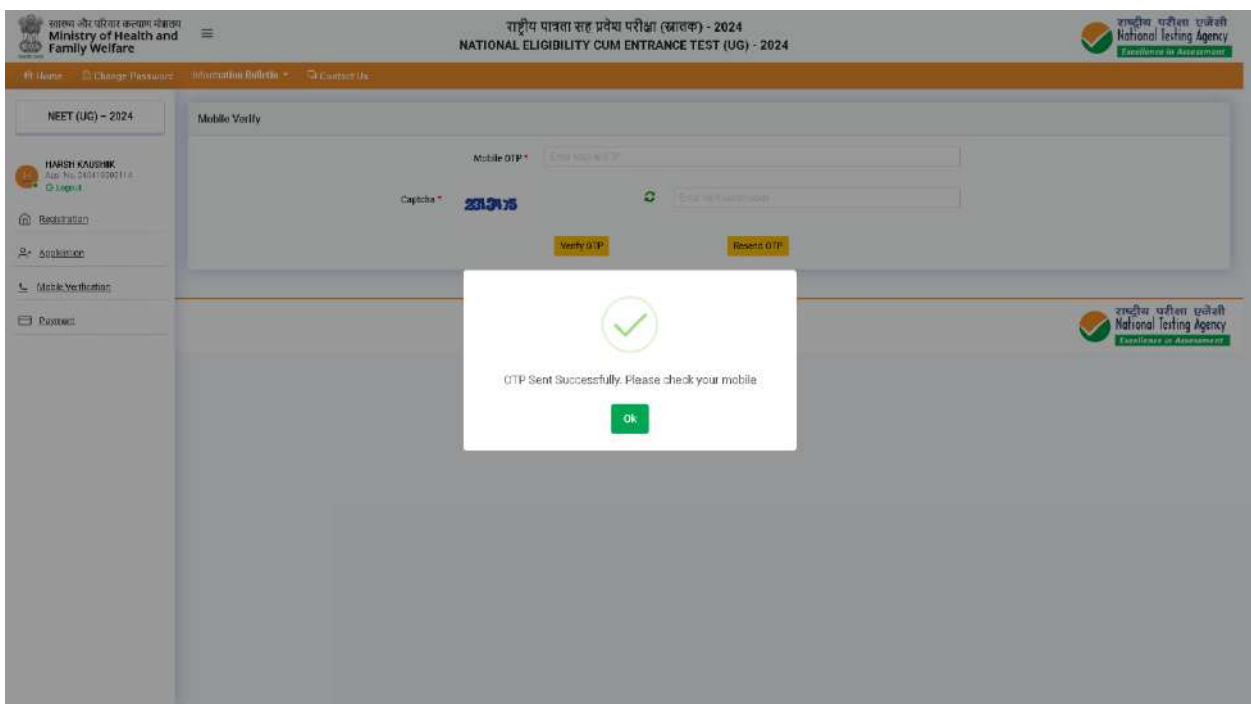 स्वास्थ्य और परिवार कल्याण मंत्रालय
Ministry of Health and
Family Welfare
राष्ट्रीय पात्रता सह प्रवेश परीक्षा (स्नातक) - 2024
NATIONAL ELIGIBILITY CUM ENTRANCE TEST (UG) - 2024
राष्ट्रीय परीक्षा एजेंसी
National Testing Agency
Excellence in Assessment
Home Change Password Information Bulletin Contact Us
NEET (UG) – 2024
HARSH KAUSHIK
Logout
Registration
Application
Mobile Verification
Payment
Mobile Verify
Mobile OTP *
Captcha *
Verify OTP Resend OTP
OTP Sent Successfully. Please check your mobile
Ok
राष्ट्रीय परीक्षा एजेंसी
National Testing Agency
Excellence in Assessment